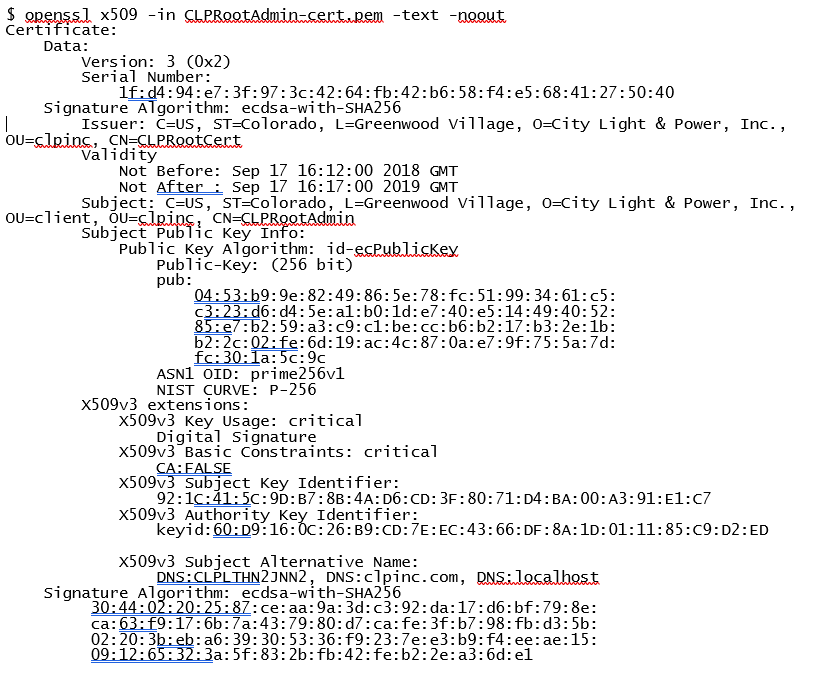 $ openssl x509 -in CLPRootAdmin-cert.pem -text -noout
Certificate:
    Data:
        Version: 3 (0x2)
        Serial Number:
            1f:d4:94:e7:3f:97:3c:42:64:fb:42:b6:58:f4:e5:68:41:27:50:40
    Signature Algorithm: ecdsa-with-SHA256
        Issuer: C=US, ST=Colorado, L=Greenwood Village, O=City Light & Power, Inc.,
OU=clpinc, CN=CLPRootCert
        Validity
            Not Before: Sep 17 16:12:00 2018 GMT
            Not After : Sep 17 16:17:00 2019 GMT
        Subject: C=US, ST=Colorado, L=Greenwood Village, O=City Light & Power, Inc.,
OU=client, OU=clpinc, CN=CLPRootAdmin
        Subject Public Key Info:
            Public Key Algorithm: id-ecPublicKey
                Public-Key: (256 bit)
                pub:
                    04:53:b9:9e:82:49:86:5e:78:fc:51:99:34:61:c5:
                    c3:23:d6:d4:5e:a1:b0:1d:e7:40:e5:14:49:40:52:
                    85:e7:b2:59:a3:c9:c1:be:cc:b6:b2:17:b3:2e:1b:
                    b2:2c:02:fe:6d:19:ac:4c:87:0a:e7:9f:75:5a:7d:
                    fc:30:1a:5c:9c
                ASN1 OID: prime256v1
                NIST CURVE: P-256
        X509v3 extensions:
            X509v3 Key Usage: critical
                Digital Signature
            X509v3 Basic Constraints: critical
                CA:FALSE
            X509v3 Subject Key Identifier:
                92:1C:41:5C:9D:B7:8B:4A:D6:CD:3F:80:71:D4:BA:00:A3:91:E1:C7
            X509v3 Authority Key Identifier:
                keyid:60:D9:16:0C:26:B9:CD:7E:EC:43:66:DF:8A:1D:01:11:85:C9:D2:ED
            X509v3 Subject Alternative Name:
                DNS:CLPLTHN2JNN2, DNS:clpinc.com, DNS:localhost
    Signature Algorithm: ecdsa-with-SHA256
         30:44:02:20:25:87:ce:aa:9a:3d:c3:92:da:17:d6:bf:79:8e:
         ca:63:f9:17:6b:7a:43:79:80:d7:ca:fe:3f:b7:98:fb:d3:5b:
         02:20:3b:eb:a6:39:30:53:36:f9:23:7e:e3:b9:f4:ee:ae:15:
         09:12:65:32:3a:5f:83:2b:fb:42:fe:b2:2e:a3:6d:e1